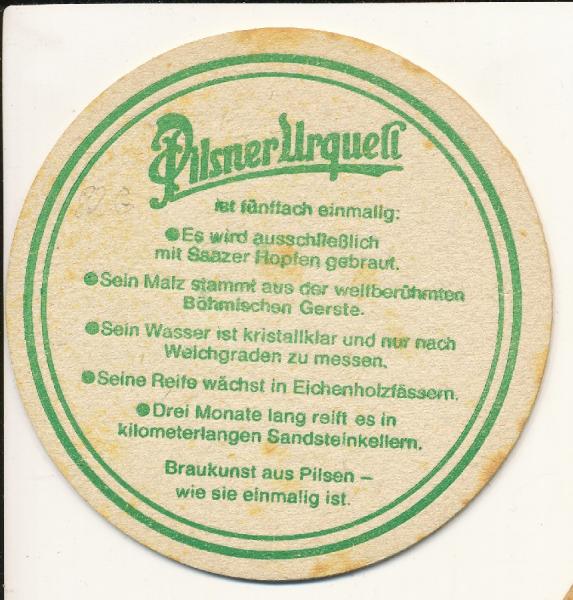 Pilsner Urquell
ist fünffach einmalig:
●Es wird ausschließlich
mit Saazer Hopfen gebraut.
●Sein Malz stammt aus der weltberühmten
Böhmischen Gerste.
●Sein Wasser ist kristallklar und nur nach
Weichgraden zu messen.
●Seine Reife wächst in Eichenholzfässern.
●Drei Monate lang reift es in
kilometerlangen Sandsteinkellern.
Braukunst aus Pilsen –
wie sie einmalig ist.